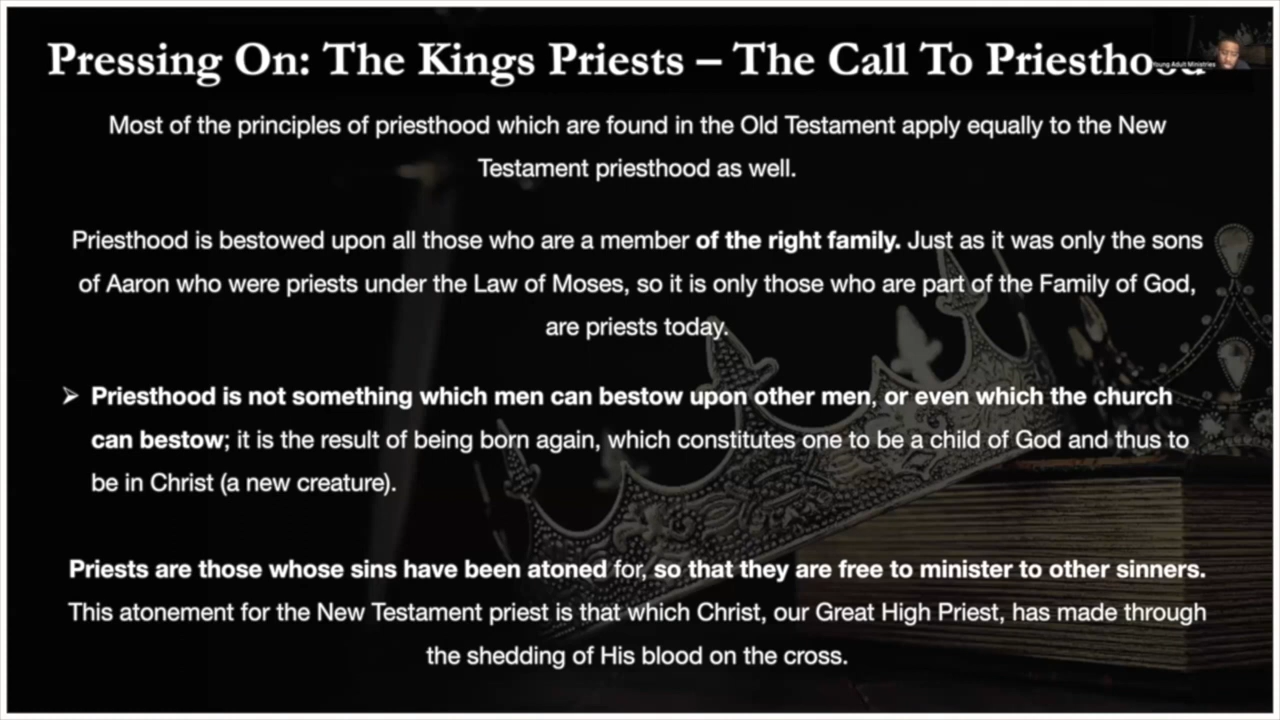 Pressing On: The Kings Priests – The Call To Priesthood
Young Adult Ministries
Most of the principles of priesthood which are found in the Old Testament apply equally to the New
Testament priesthood as well.
Priesthood is bestowed upon all those who are a member of the right family. Just as it was only the sons
of Aaron who were priests under the Law of Moses, so it is only those who are part of the Family of God,
are priests today.
➢ Priesthood is not something which men can bestow upon other men, or even which the church
can bestow; it is the result of being born again, which constitutes one to be a child of God and thus to
be in Christ (a new creature).
Priests are those whose sins have been atoned for, so that they are free to minister to other sinners.
This atonement for the New Testament priest is that which Christ, our Great High Priest, has made through
the shedding of His blood on the cross.